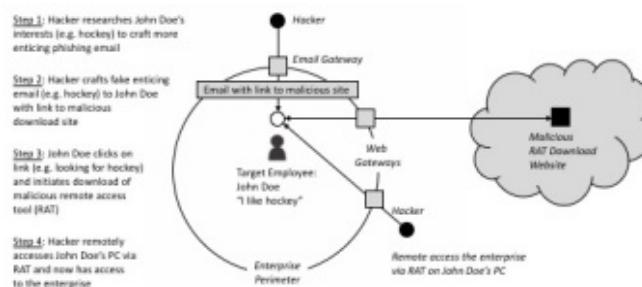 Step 1: Hacker researches John Doe's
interests (e.g. hockey) to craft more
enticing phishing email
Step 2: Hacker crafts fake enticing
email (e.g. hockey) to John Doe
with link to malicious
download site
Step 3: John Doe clicks on
link (e.g. looking for hockey)
and initiates download of
malicious remote access
tool (RAT)
Step 4: Hacker remotely
accesses John Doe's PC via
RAT and now has access
to the enterprise
Hacker
Email Gateway
Email with link to malicious site
Web
Gateways
Target Employee:
John Doe
"I like hockey"
Hacker
Enterprise
Perimeter
Remote access the enterprise
via RAT on John Doe's PC
Malicious
RAT Download
Website